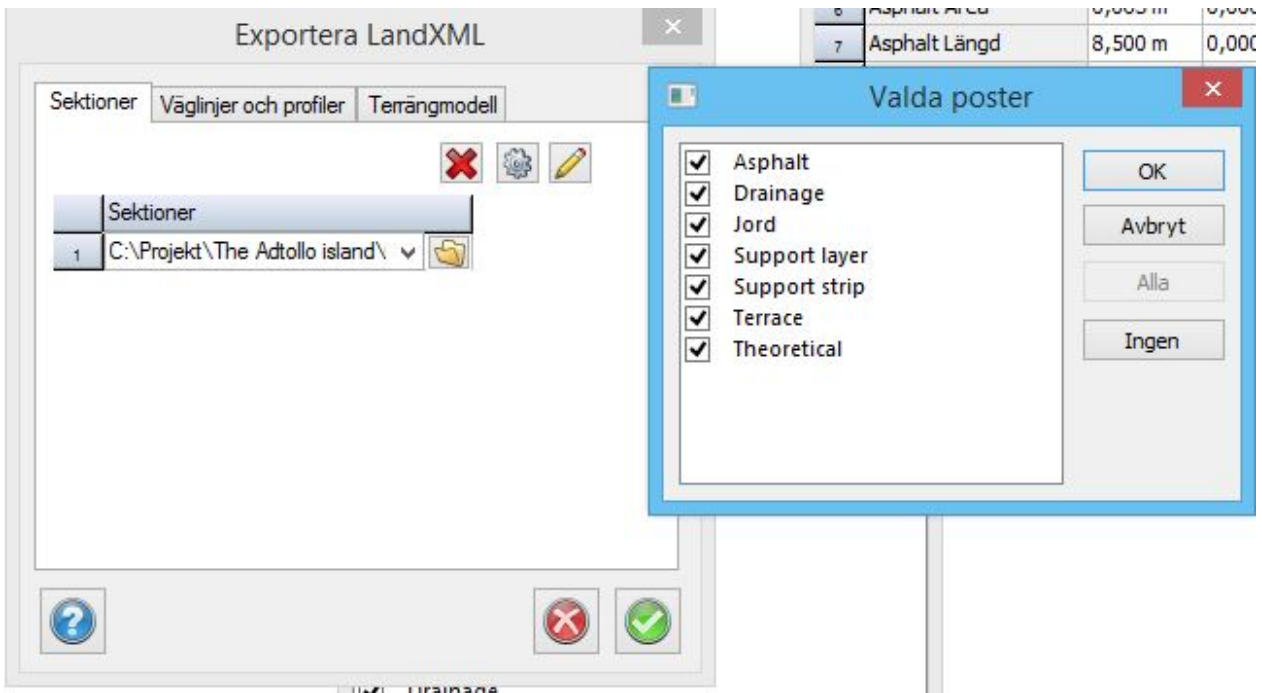 Exportera LandXML
Sektioner
Väglinjer och profiler
Terrängmodell
Sektioner
1
C:\Projekt\The Adtollo island\
7
Asphalt Längd
8,500 m
0,000
Valda poster
Asphalt
Drainage
Jord
Support layer
Support strip
Terrace
Theoretical
OK
Avbryt
Alla
Ingen
Drainage